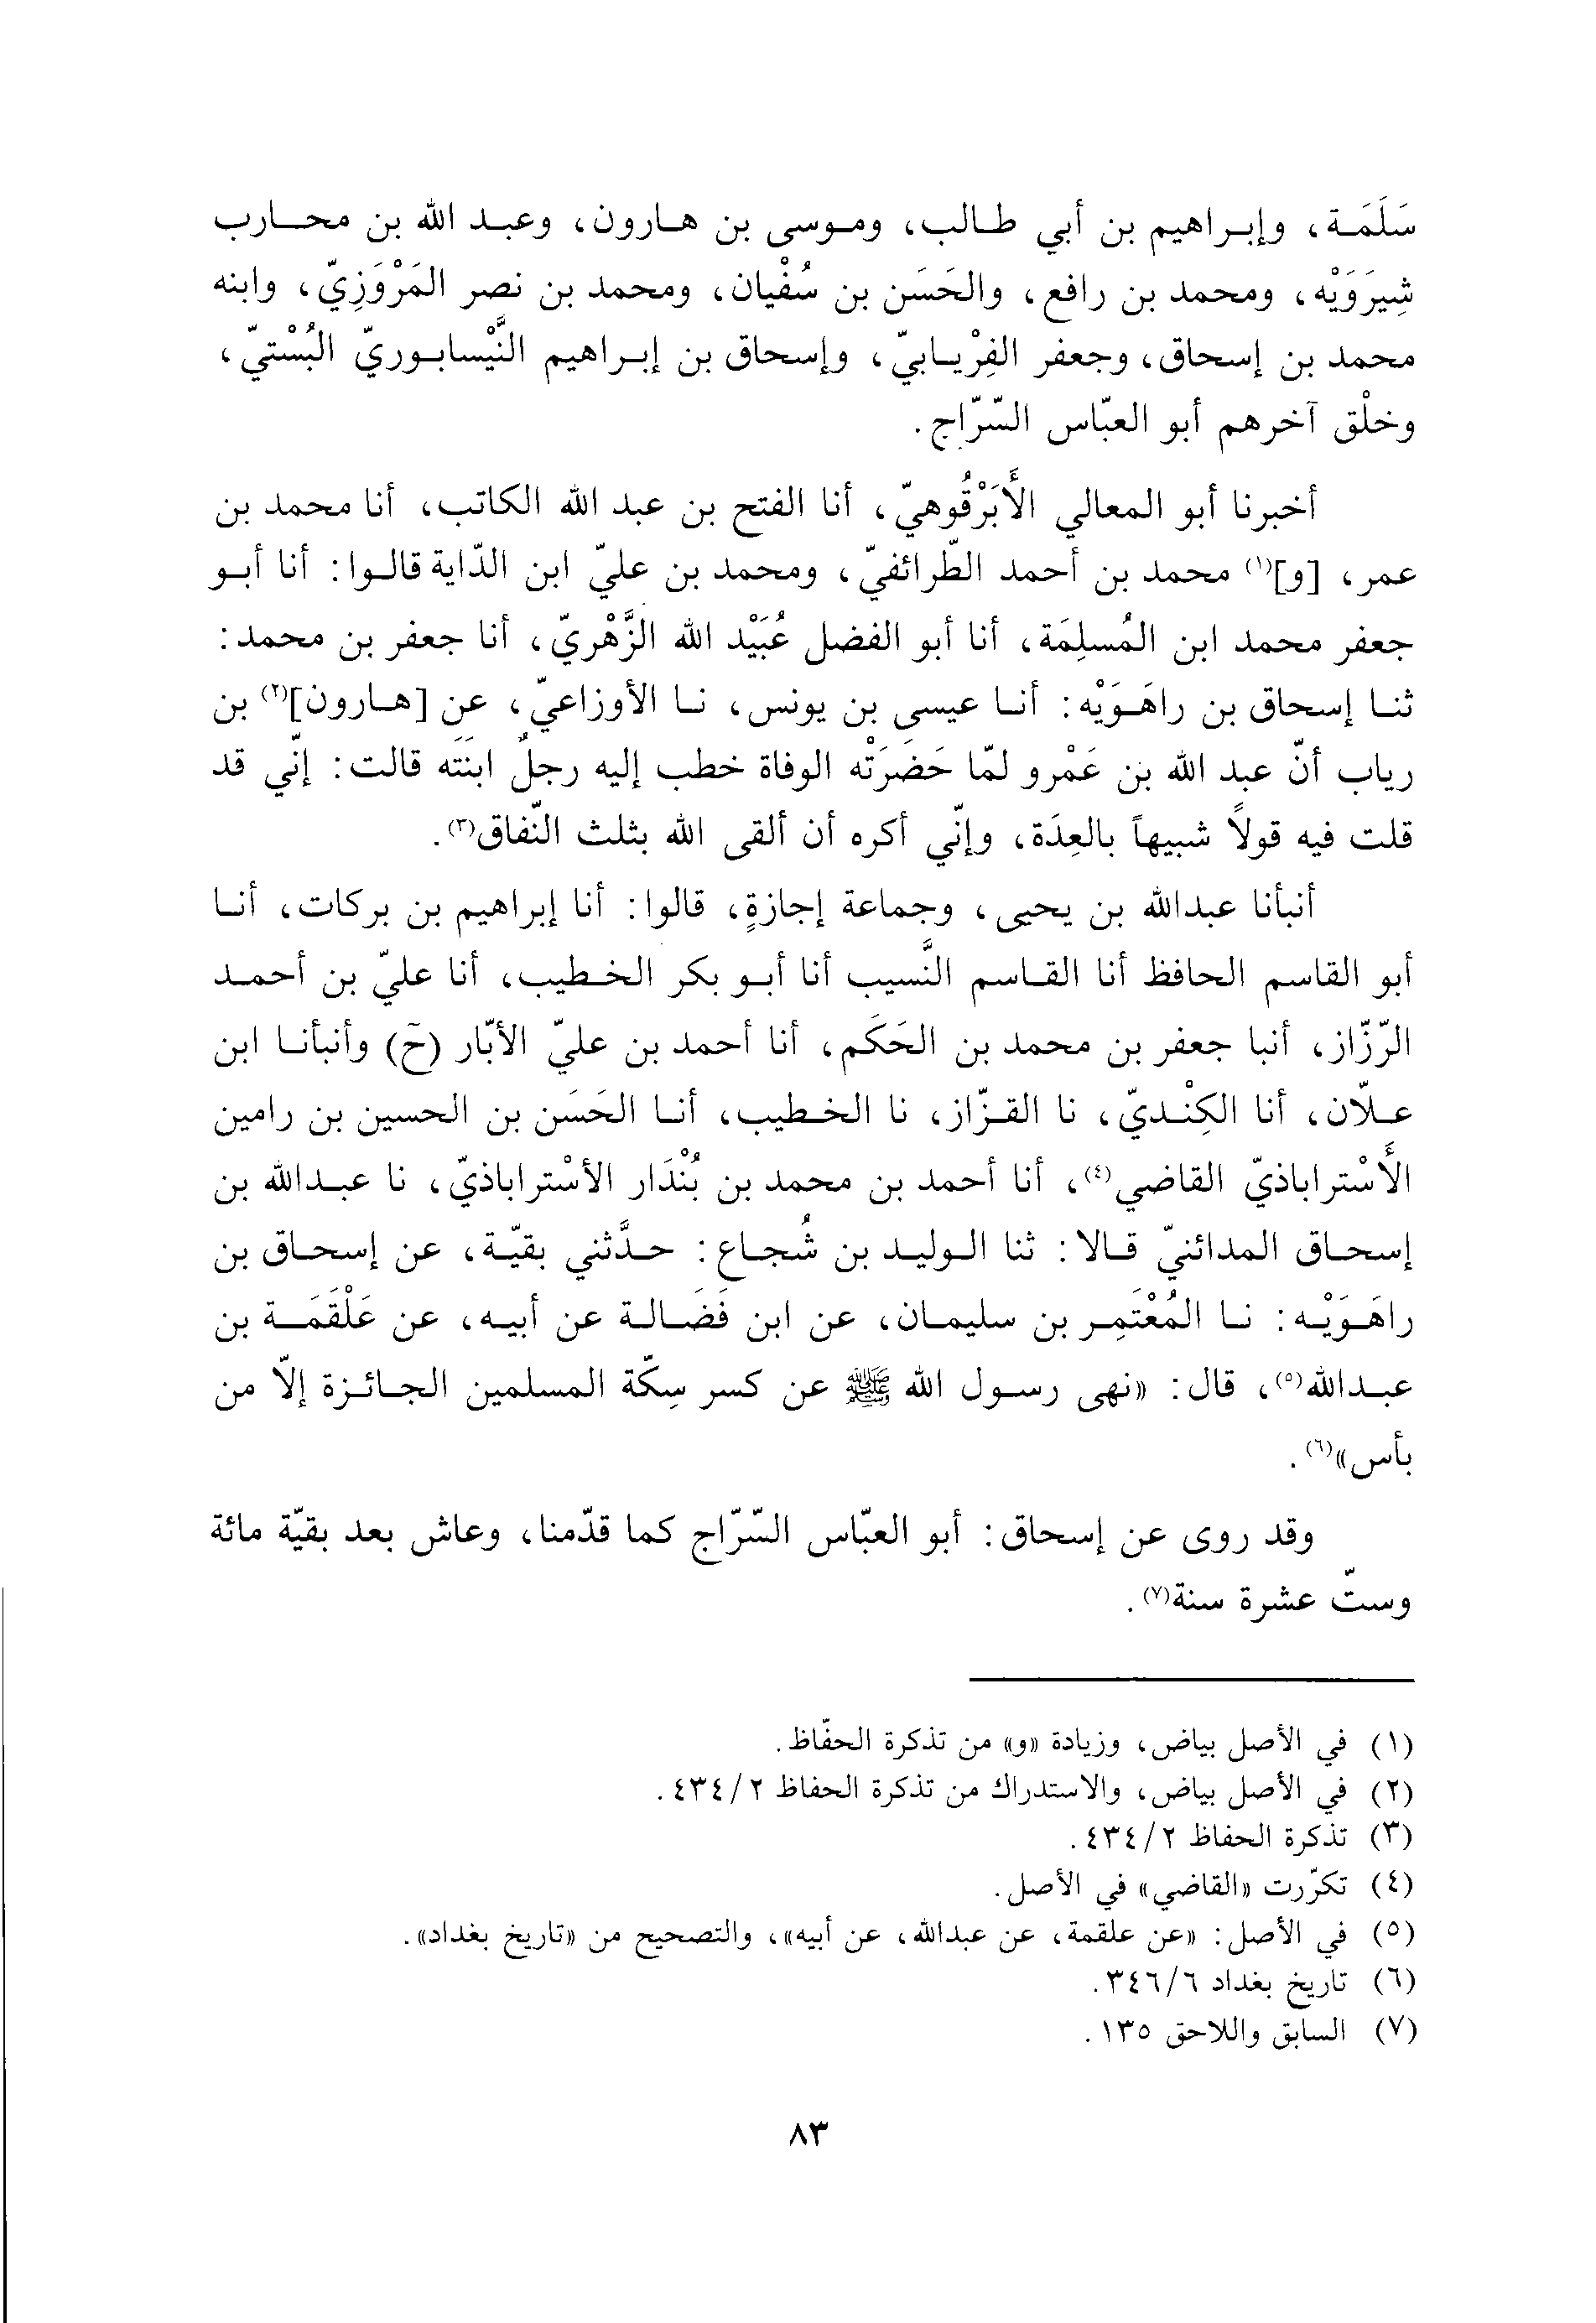 سَلَمَة، وإبراهيم بن أبي طالب، وموسى بن هارون، وعبد الله بن محارب
شِيرَوَيْه، ومحمد بن رافع، والحَسَن بن سُفْيان، ومحمد بن نصر المَرْوَزِيّ، وابنه
محمد بن إسحاق، وجعفر الفِرْيابيّ، وإسحاق بن إبراهيم النَّيْسابوريّ البُسْتيّ،
وخلْق آخرهم أبو العبّاس السّرّاج.
أخبرنا أبو المعالي الأَبَرْقُوهيّ، أنا الفتح بن عبد الله الكاتب، أنا محمد بن
عمر، [و](١) محمد بن أحمد الطّرائفيّ، ومحمد بن عليّ ابن الدّاية قالوا: أنا أبو
جعفر محمد ابن المُسلِمَة، أنا أبو الفضل عُبَيْد الله الزَّهْريّ، أنا جعفر بن محمد:
ثنا إسحاق بن راهَوَيْه: أنا عيسى بن يونس، نا الأوزاعيّ، عن [هارون](٢) بن
رياب أنّ عبد الله بن عَمْرو لمّا حَضَرَتْه الوفاة خطب إليه رجلٌ ابنَتَه قالت: إنّي قد
قلت فيه قولاً شبيهاً بالعِدَة، وإنّي أكره أن ألقى الله بثلث النّفاق(٣).
أنبأنا عبدالله بن يحيى، وجماعة إجازةٍ، قالوا: أنا إبراهيم بن بركات، أنا
أبو القاسم الحافظ أنا القاسم النَّسيب أنا أبو بكر الخطيب، أنا عليّ بن أحمد
الرّزّاز، أنبا جعفر بن محمد بن الحَكَم، أنا أحمد بن عليّ الأبّار (ح) وأنبأنا ابن
علّان، أنا الكِنْديّ، نا القزّاز، نا الخطيب، أنا الحَسَن بن الحسين بن رامين
الأَسْتراباذيّ القاضي(٤)، أنا أحمد بن محمد بن بُنْدَار الأسْتراباذيّ، نا عبدالله بن
إسحاق المدائنيّ قالا: ثنا الوليد بن شُجاع: حدَّثني بقيّة، عن إسحاق بن
راهَوَيْه: نا المُعْتَمِر بن سليمان، عن ابن فَضَالة عن أبيه، عن عَلْقَمَة بن
عبدالله(٥)، قال: «نهى رسول الله ﷺ عن كسر سِكّة المسلمين الجائزة إلّا من
بأس»(٦).
وقد روى عن إسحاق: أبو العبّاس السّرّاج كما قدّمنا، وعاش بعد بقيّة مائة
وستّ عشرة سنة(٧).
(١) في الأصل بياض، وزيادة «و» من تذكرة الحفّاظ.
(٢) في الأصل بياض، والاستدراك من تذكرة الحفاظ ٤٣٤/٢.
(٣) تذكرة الحفاظ ٤٣٤/٢.
(٤) تكرّرت «القاضي» في الأصل.
(٥) في الأصل: «عن علقمة، عن عبدالله، عن أبيه»، والتصحيح من «تاريخ بغداد».
(٦) تاريخ بغداد ٣٤٦/٦.
(٧) السابق واللاحق ١٣٥.
٨٣